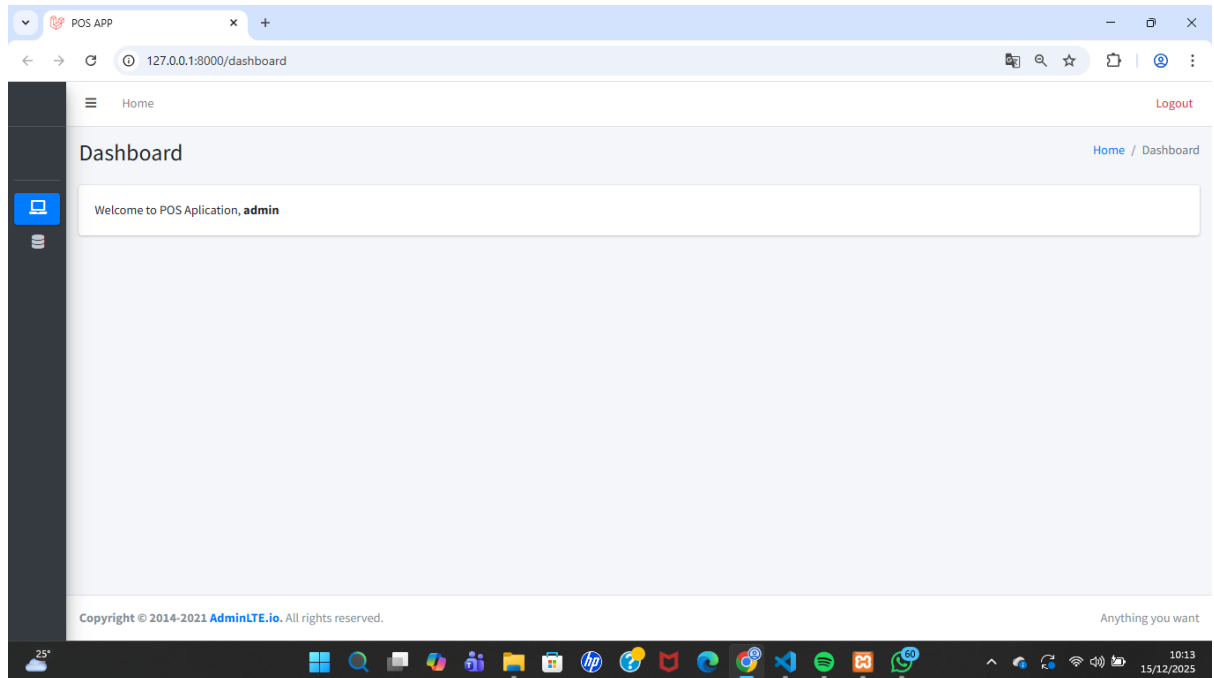 POS APP
127.0.0.1:8000/dashboard
Home
Logout
Dashboard
Home / Dashboard
Welcome to POS Aplication, admin
Copyright © 2014-2021 AdminLTE.io. All rights reserved.
Anything you want
25°
hp
60
10:13
15/12/2025